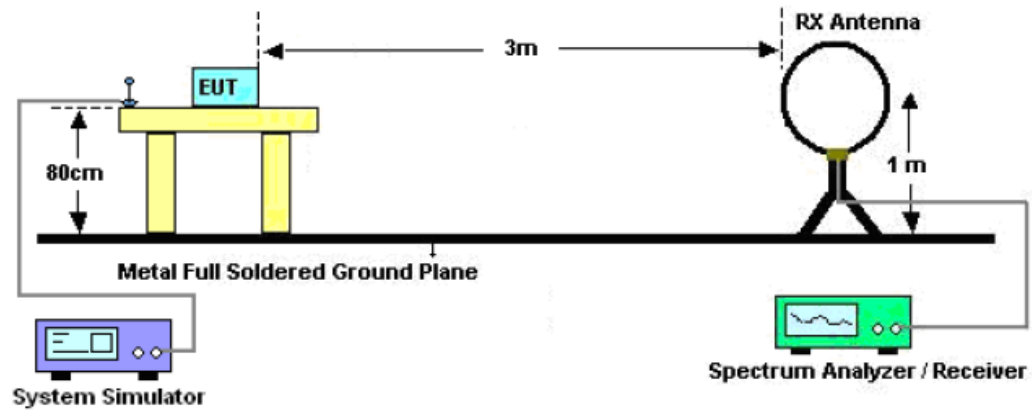 RX Antenna
3m
EUT
80cm
1 m
Metal Full Soldered Ground Plane
System Simulator
Spectrum Analyzer / Receiver